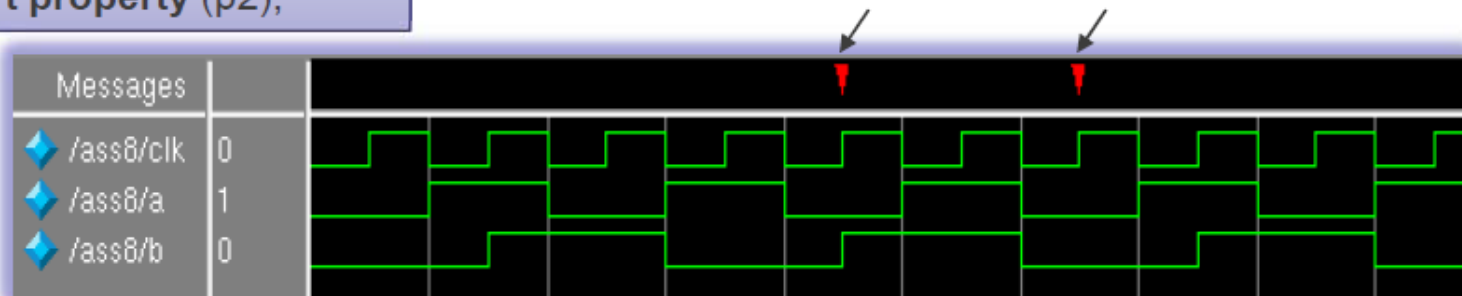 t property (p2);
Messages
/ass8/clk 0
/ass8/a 1
/ass8/b 0